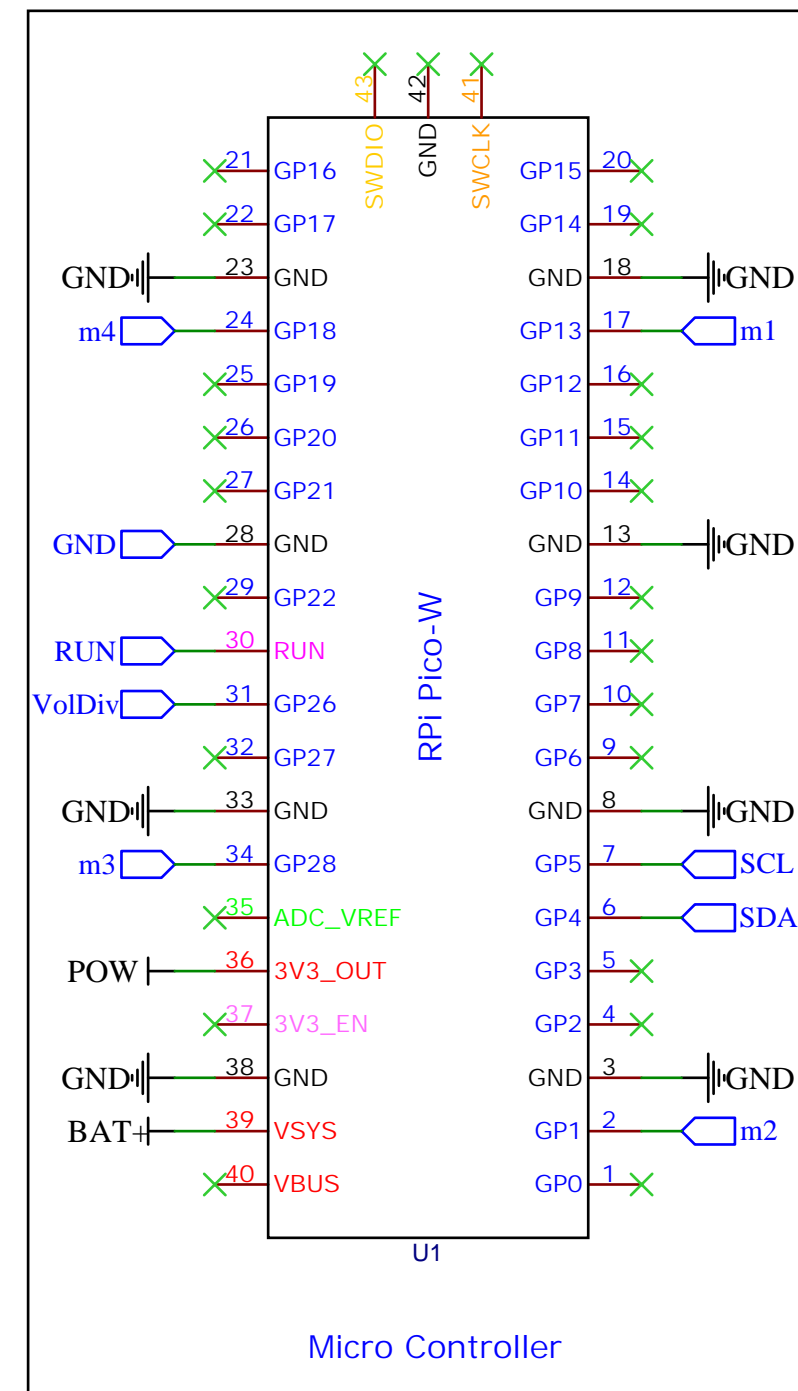 43 42 41
SWDIO GND SWCLK
21 GP16 GP15 20
22 GP17 GP14 19
GND 23 GND GND 18 GND
m4 24 GP18 GP13 17 m1
25 GP19 GP12 16
26 GP20 GP11 15
27 GP21 GP10 14
GND 28 GND GND 13 GND
29 GP22 GP9 12
RUN 30 RUN GP8 11
VolDiv 31 GP26 GP7 10
32 GP27 GP6 9
RPi Pico-W
GND 33 GND GND 8 GND
m3 34 GP28 GP5 7 SCL
35 ADC_VREF GP4 6 SDA
POW 36 3V3_OUT GP3 5
37 3V3_EN GP2 4
GND 38 GND GND 3 GND
BAT+ 39 VSYS GP1 2 m2
40 VBUS GP0 1
U1
Micro Controller